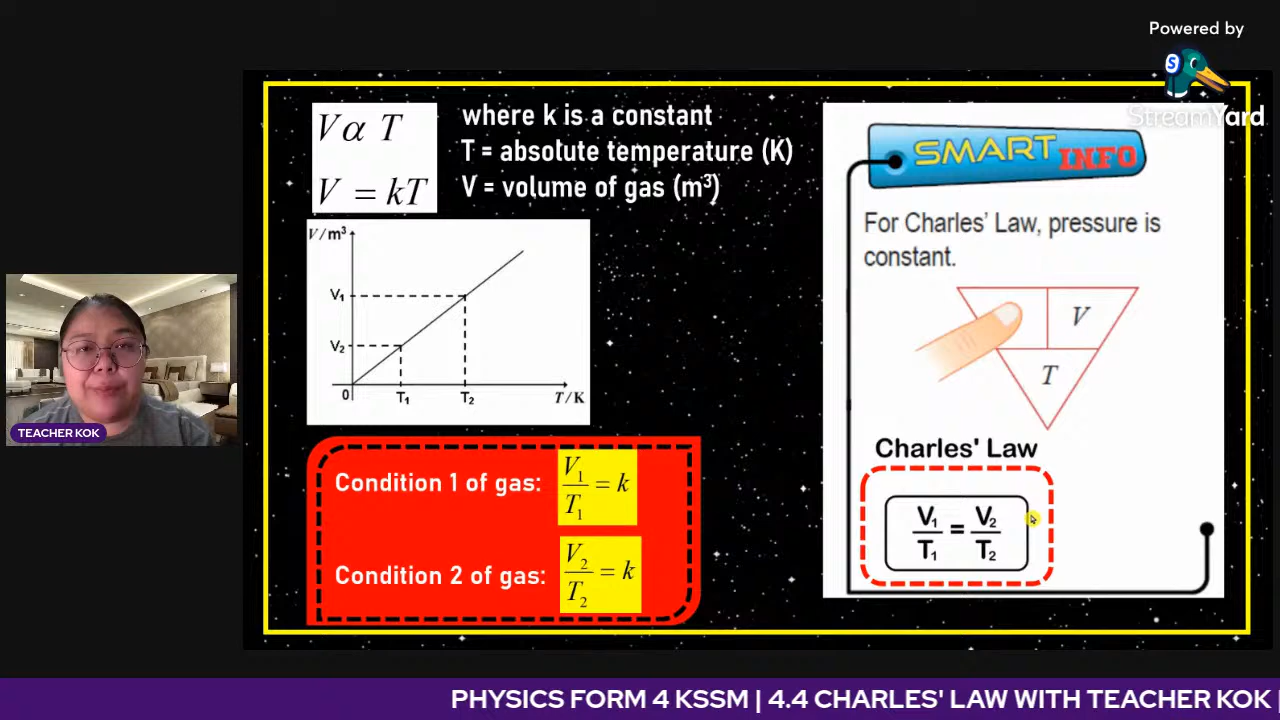 Powered by
S
StreamYard
V α T
V = kT
where k is a constant
T = absolute temperature (K)
V = volume of gas (m³)
V/m³
V₁
V₂
0
T₁
T₂
T/K
Condition 1 of gas: V₁/T₁ = k
Condition 2 of gas: V₂/T₂ = k
SMART INFO
For Charles' Law, pressure is
constant.
V
T
Charles' Law
V₁/T₁ = V₂/T₂
TEACHER KOK
PHYSICS FORM 4 KSSM | 4.4 CHARLES' LAW WITH TEACHER KOK |